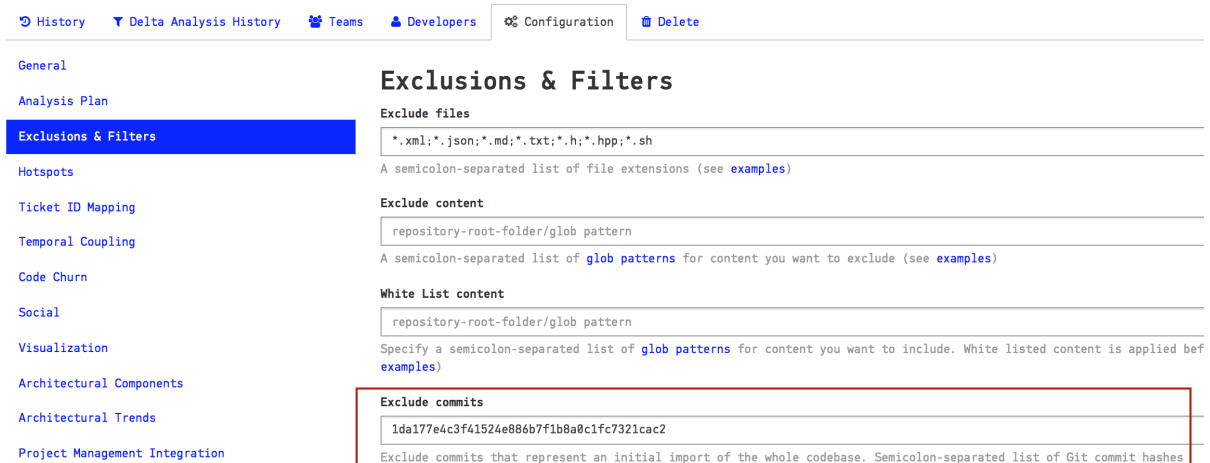 History Delta Analysis History Teams Developers Configuration Delete
General
Analysis Plan
Exclusions & Filters
Hotspots
Ticket ID Mapping
Temporal Coupling
Code Churn
Social
Visualization
Architectural Components
Architectural Trends
Project Management Integration
Exclusions & Filters
Exclude files
*.xml;*.json;*.md;*.txt;*.h;*.hpp;*.sh
A semicolon-separated list of file extensions (see examples)
Exclude content
repository-root-folder/glob pattern
A semicolon-separated list of glob patterns for content you want to exclude (see examples)
White List content
repository-root-folder/glob pattern
Specify a semicolon-separated list of glob patterns for content you want to include. White listed content is applied bef
examples)
Exclude commits
1da177e4c3f41524e886b7f1b8a0c1fc7321cac2
Exclude commits that represent an initial import of the whole codebase. Semicolon-separated list of Git commit hashes